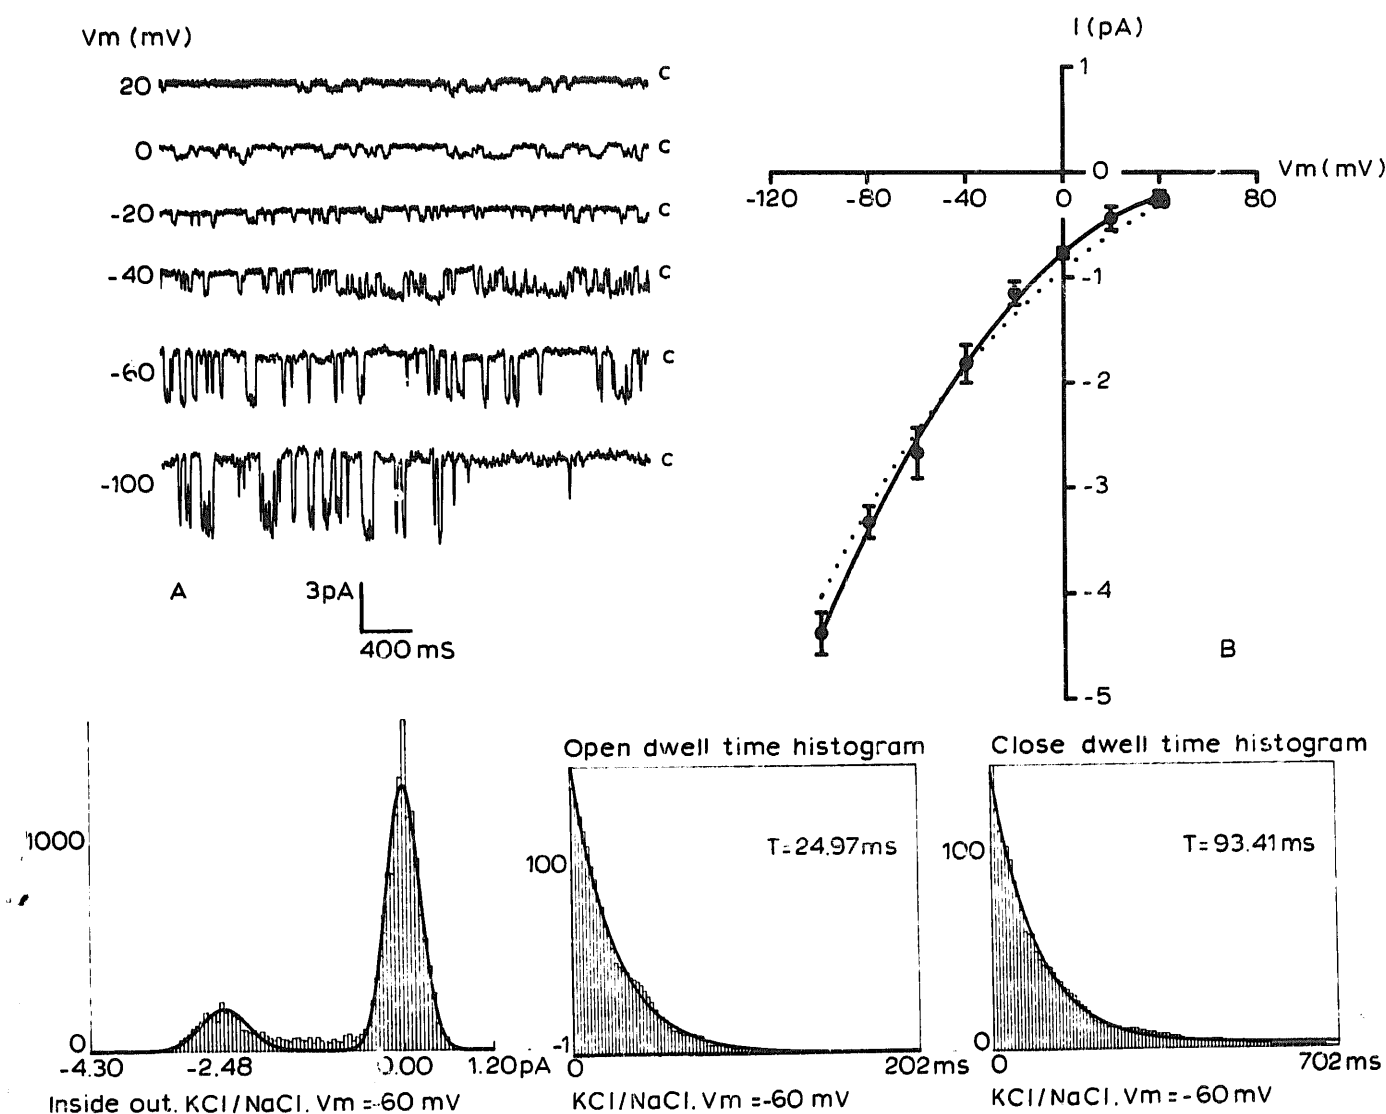 Vm (mV)
20 c
0 c
-20 c
-40 c
-60 c
-100 c
A
3pA
400 mS
I (pA)
1
0
Vm (mV)
-120 -80 -40 0 80
-1
-2
-3
-4
-5
B
1000
0
-4.30 -2.48 0.00 1.20pA
Inside out. KCl/NaCl. Vm =-60 mV
Open dwell time histogram
T=24.97ms
100
-1
0 202ms
KCl/NaCl. Vm =-60 mV
Close dwell time histogram
T=93.41ms
100
0
0 702ms
KCl/NaCl. Vm =-60 mV